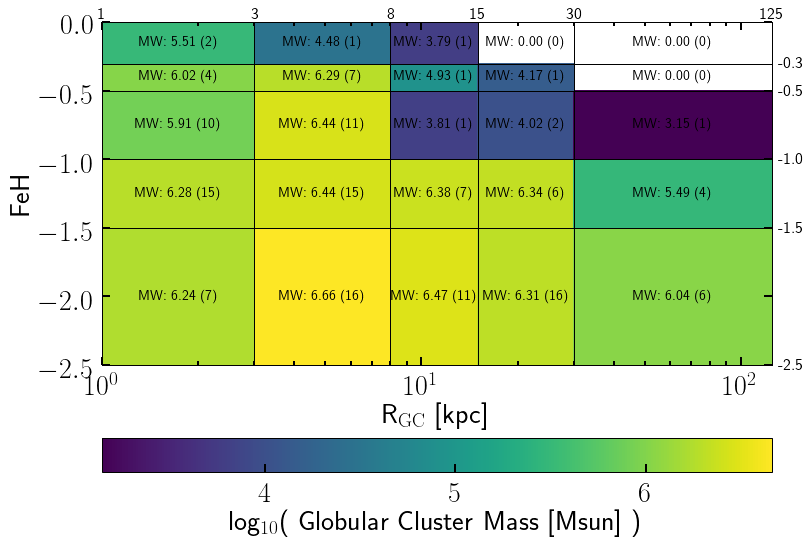 1 3 8 15 30 125
0.0
MW: 5.51 (2) MW: 4.48 (1) MW: 3.79 (1) MW: 0.00 (0) MW: 0.00 (0)
-0.3
MW: 6.02 (4) MW: 6.29 (7) MW: 4.93 (1) MW: 4.17 (1) MW: 0.00 (0)
−0.5 -0.5
MW: 5.91 (10) MW: 6.44 (11) MW: 3.81 (1) MW: 4.02 (2) MW: 3.15 (1)
−1.0 -1.0
FeH
MW: 6.28 (15) MW: 6.44 (15) MW: 6.38 (7) MW: 6.34 (6) MW: 5.49 (4)
−1.5 -1.5
MW: 6.24 (7) MW: 6.66 (16) MW: 6.47 (11) MW: 6.31 (16) MW: 6.04 (6)
−2.0
−2.5 -2.5
10⁰ 10¹ 10²
R_GC [kpc]
4 5 6
log₁₀( Globular Cluster Mass [Msun] )